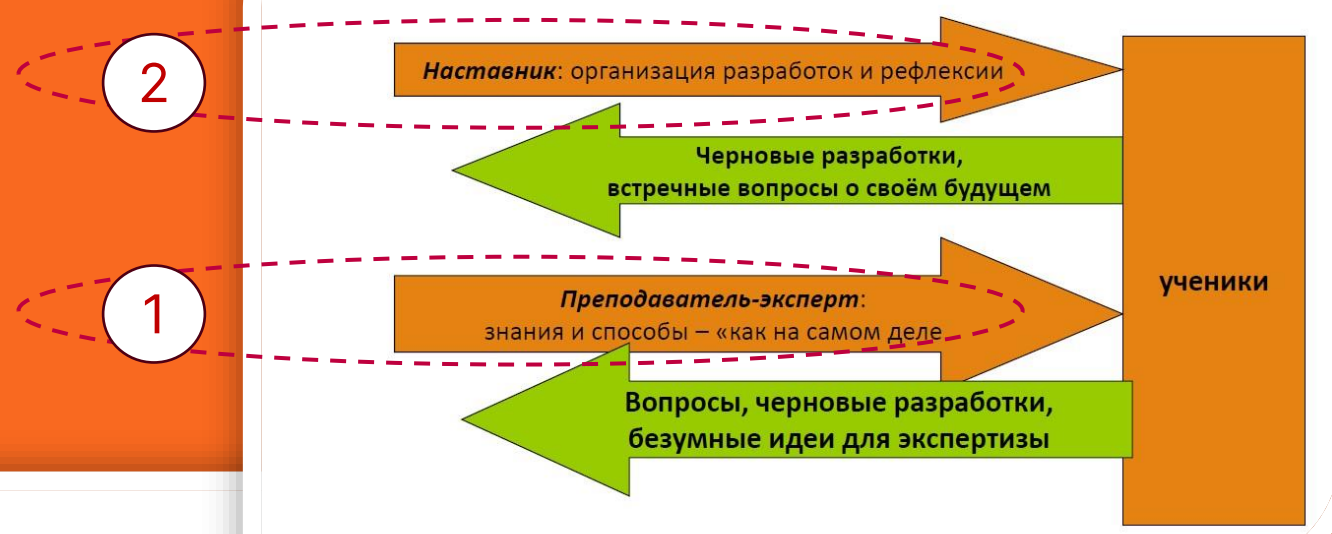 2
Наставник: организация разработок и рефлексии
Черновые разработки,
встречные вопросы о своём будущем
1
Преподаватель-эксперт:
знания и способы – «как на самом деле
ученики
Вопросы, черновые разработки,
безумные идеи для экспертизы